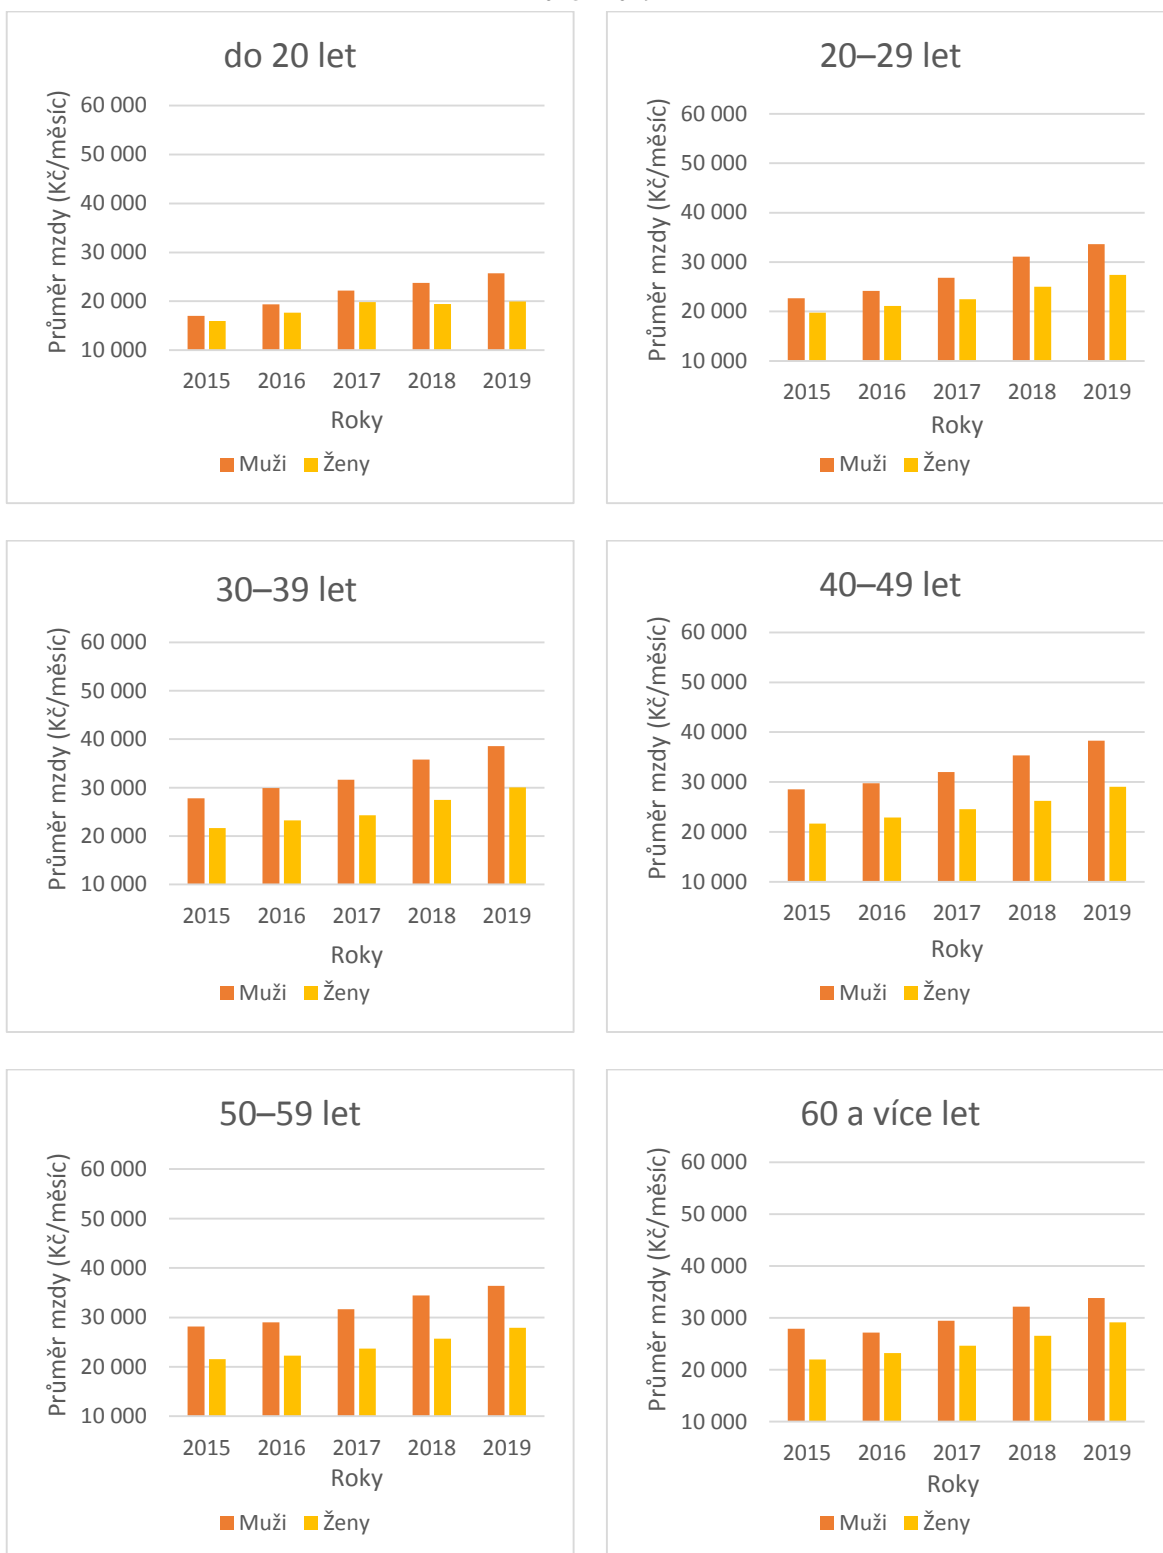 do 20 let
Průměr mzdy (Kč/měsíc)
60 000
50 000
40 000
30 000
20 000
10 000
2015 2016 2017 2018 2019
Roky
Muži Ženy
20–29 let
Průměr mzdy (Kč/měsíc)
60 000
50 000
40 000
30 000
20 000
10 000
2015 2016 2017 2018 2019
Roky
Muži Ženy
30–39 let
Průměr mzdy (Kč/měsíc)
60 000
50 000
40 000
30 000
20 000
10 000
2015 2016 2017 2018 2019
Roky
Muži Ženy
40–49 let
Průměr mzdy (Kč/měsíc)
60 000
50 000
40 000
30 000
20 000
10 000
2015 2016 2017 2018 2019
Roky
Muži Ženy
50–59 let
Průměr mzdy (Kč/měsíc)
60 000
50 000
40 000
30 000
20 000
10 000
2015 2016 2017 2018 2019
Roky
Muži Ženy
60 a více let
Průměr mzdy (Kč/měsíc)
60 000
50 000
40 000
30 000
20 000
10 000
2015 2016 2017 2018 2019
Roky
Muži Ženy